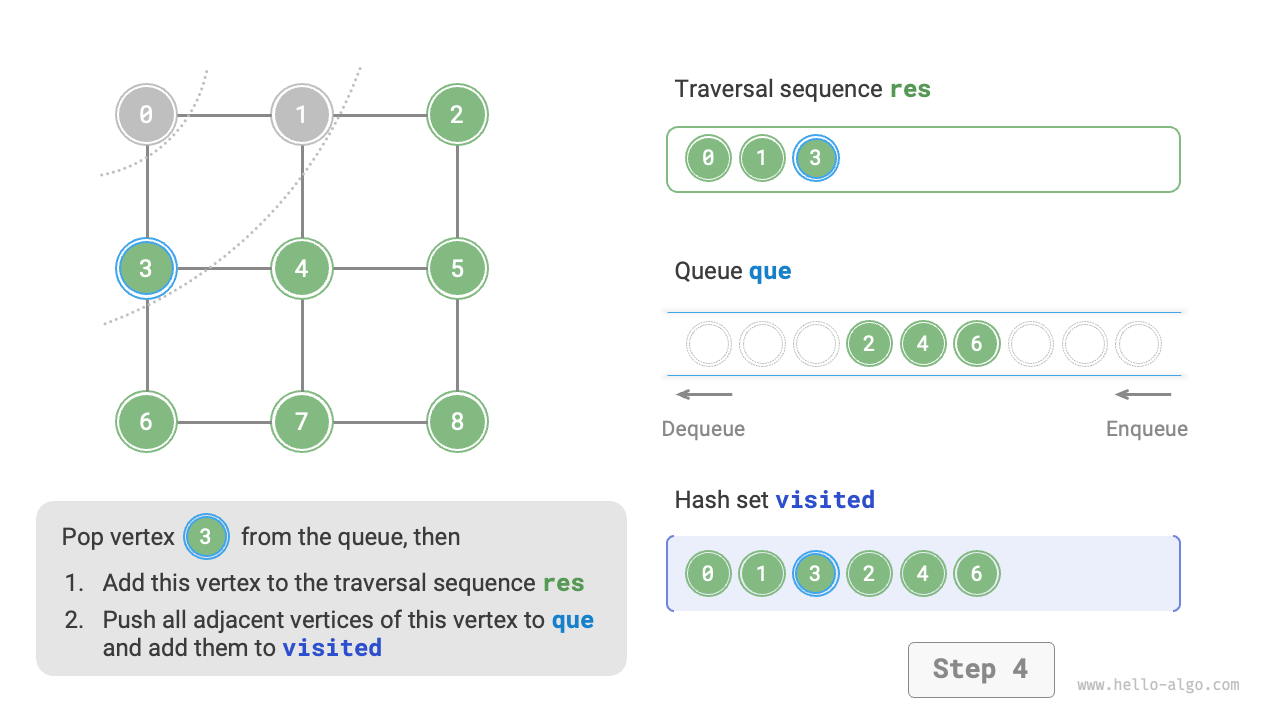 0 1 2
3 4 5
6 7 8
Traversal sequence res
0 1 3
Queue que
2 4 6
Dequeue Enqueue
Hash set visited
0 1 3 2 4 6
Pop vertex 3 from the queue, then
1. Add this vertex to the traversal sequence res
2. Push all adjacent vertices of this vertex to que
and add them to visited
Step 4
www.hello-algo.com